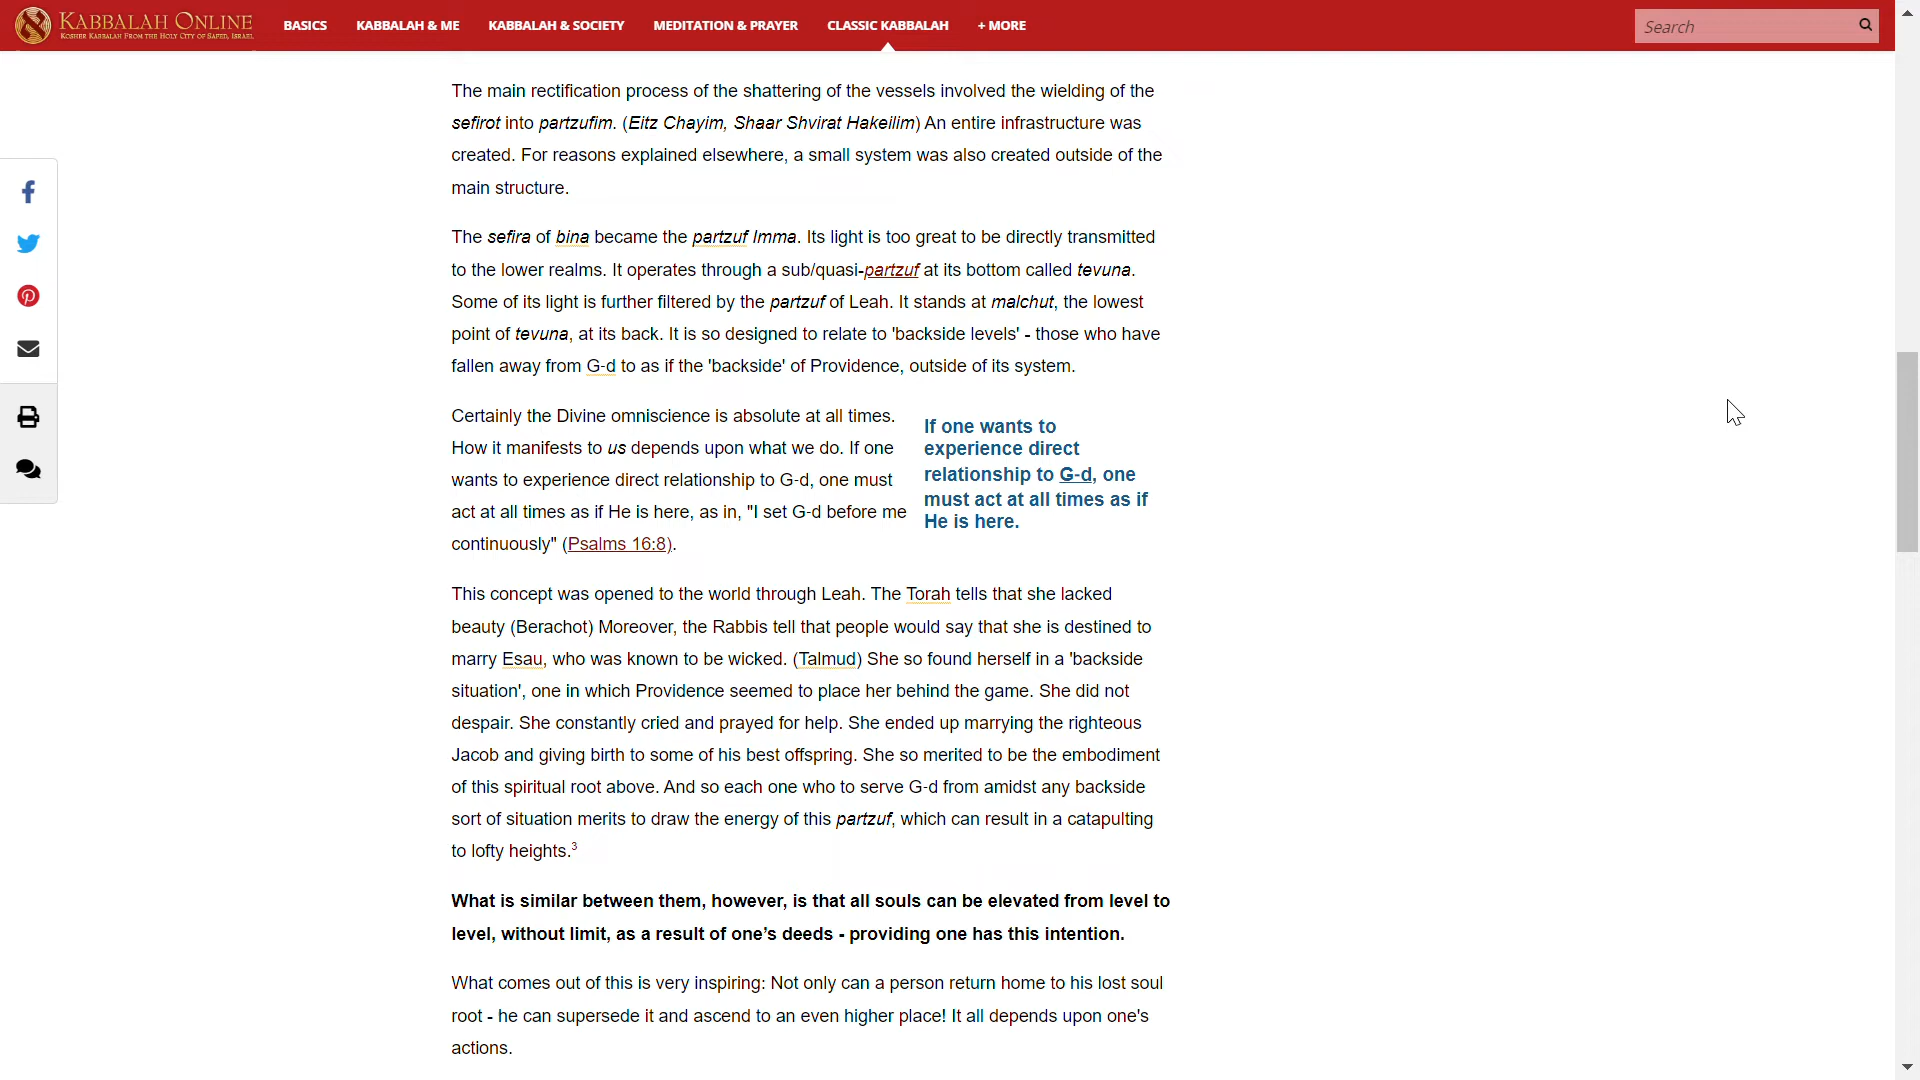 KABBALAH ONLINE
KOSHER KABBALAH FROM THE HOLY CITY OF SAFED, ISRAEL
BASICS
KABBALAH & ME
KABBALAH & SOCIETY
MEDITATION & PRAYER
CLASSIC KABBALAH
+ MORE
Search
The main rectification process of the shattering of the vessels involved the wielding of the
sefirot into partzufim. (Eitz Chayim, Shaar Shvirat Hakeilim) An entire infrastructure was
created. For reasons explained elsewhere, a small system was also created outside of the
main structure.
The sefira of bina became the partzuf Imma. Its light is too great to be directly transmitted
to the lower realms. It operates through a sub/quasi-partzuf at its bottom called tevuna.
Some of its light is further filtered by the partzuf of Leah. It stands at malchut, the lowest
point of tevuna, at its back. It is so designed to relate to 'backside levels' - those who have
fallen away from G-d to as if the 'backside' of Providence, outside of its system.
Certainly the Divine omniscience is absolute at all times.
How it manifests to us depends upon what we do. If one
wants to experience direct relationship to G-d, one must
act at all times as if He is here, as in, "I set G-d before me
continuously" (Psalms 16:8).
If one wants to
experience direct
relationship to G-d, one
must act at all times as if
He is here.
This concept was opened to the world through Leah. The Torah tells that she lacked
beauty (Berachot) Moreover, the Rabbis tell that people would say that she is destined to
marry Esau, who was known to be wicked. (Talmud) She so found herself in a 'backside
situation', one in which Providence seemed to place her behind the game. She did not
despair. She constantly cried and prayed for help. She ended up marrying the righteous
Jacob and giving birth to some of his best offspring. She so merited to be the embodiment
of this spiritual root above. And so each one who to serve G-d from amidst any backside
sort of situation merits to draw the energy of this partzuf, which can result in a catapulting
to lofty heights.3
What is similar between them, however, is that all souls can be elevated from level to
level, without limit, as a result of one’s deeds - providing one has this intention.
What comes out of this is very inspiring: Not only can a person return home to his lost soul
root - he can supersede it and ascend to an even higher place! It all depends upon one's
actions.